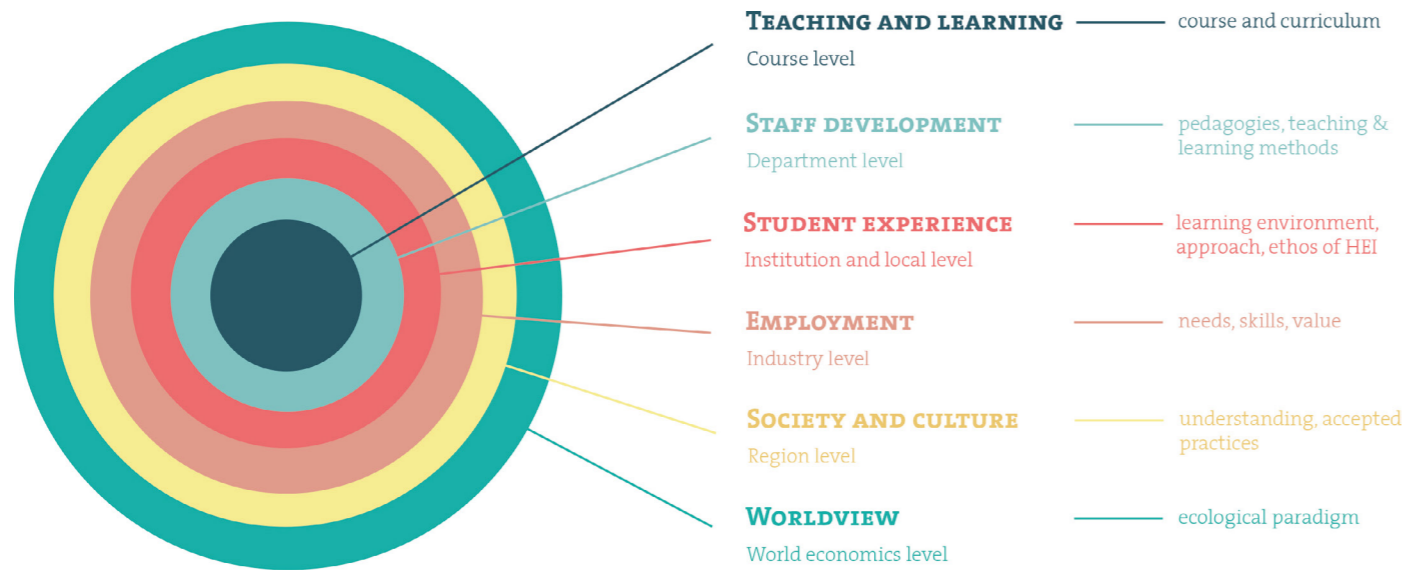 TEACHING AND LEARNING
course and curriculum
Course level
STAFF DEVELOPMENT
pedagogies, teaching &
learning methods
Department level
STUDENT EXPERIENCE
learning environment,
approach, ethos of HEI
Institution and local level
EMPLOYMENT
needs, skills, value
Industry level
SOCIETY AND CULTURE
understanding, accepted
practices
Region level
WORLDVIEW
ecological paradigm
World economics level